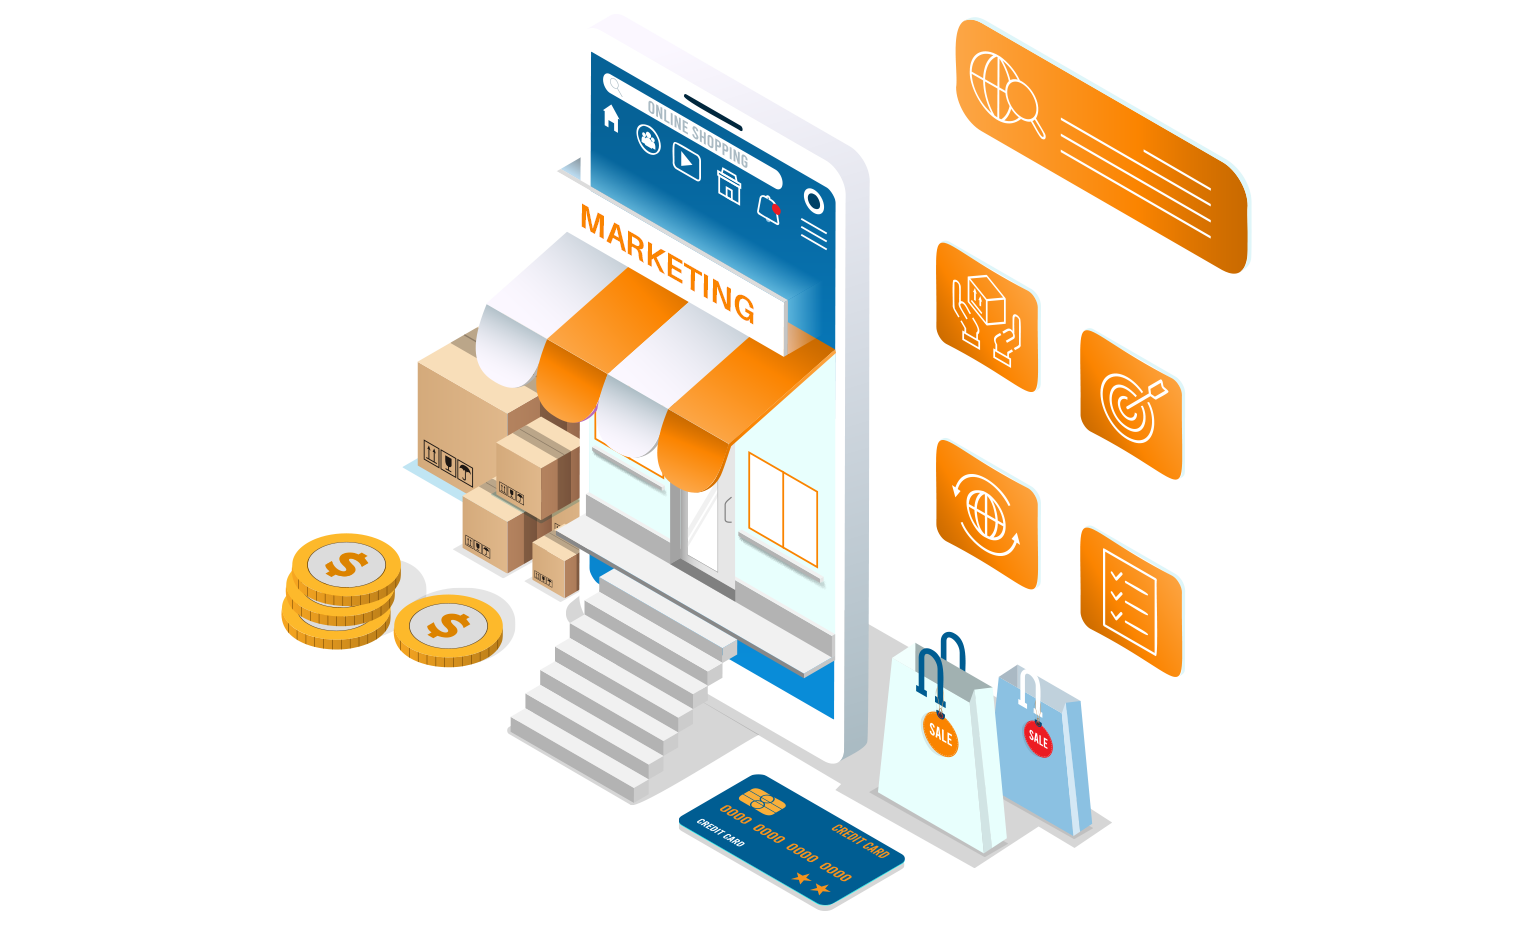 ONLINE SHOPPING
MARKETING
$
$
SALE
SALE
CREDIT CARD
0000 0000 0000 0000
CREDIT CARD